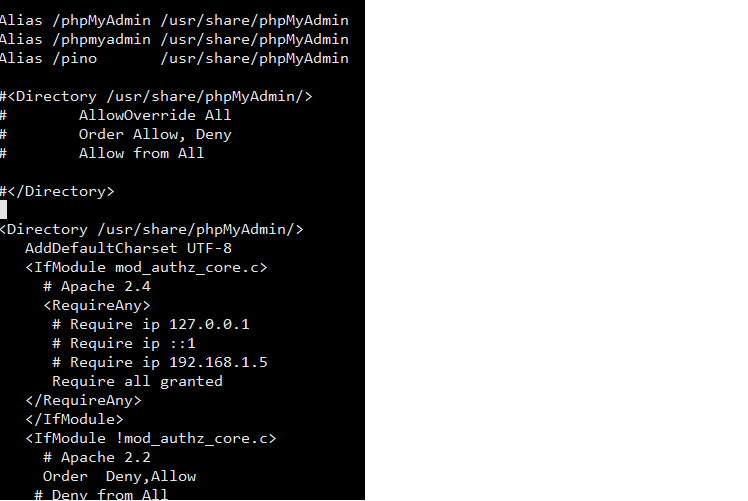 Alias /phpMyAdmin /usr/share/phpMyAdmin
Alias /phpmyadmin /usr/share/phpMyAdmin
Alias /pino       /usr/share/phpMyAdmin

#<Directory /usr/share/phpMyAdmin/>
#        AllowOverride All
#        Order Allow, Deny
#        Allow from All

#</Directory>

<Directory /usr/share/phpMyAdmin/>
   AddDefaultCharset UTF-8
   <IfModule mod_authz_core.c>
     # Apache 2.4
     <RequireAny>
      # Require ip 127.0.0.1
      # Require ip ::1
      # Require ip 192.168.1.5
      Require all granted
   </RequireAny>
   </IfModule>
   <IfModule !mod_authz_core.c>
     # Apache 2.2
     Order  Deny,Allow
    # Deny from All